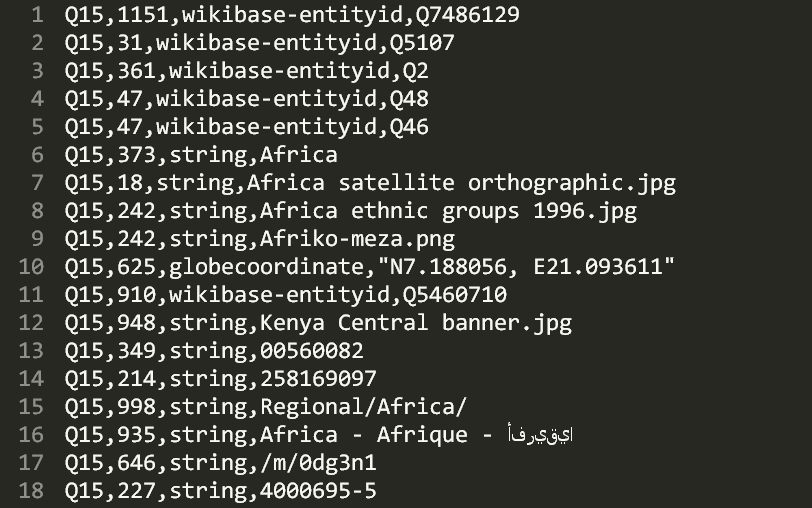 1 Q15,1151,wikibase-entityid,Q7486129
2 Q15,31,wikibase-entityid,Q5107
3 Q15,361,wikibase-entityid,Q2
4 Q15,47,wikibase-entityid,Q48
5 Q15,47,wikibase-entityid,Q46
6 Q15,373,string,Africa
7 Q15,18,string,Africa satellite orthographic.jpg
8 Q15,242,string,Africa ethnic groups 1996.jpg
9 Q15,242,string,Afriko-meza.png
10 Q15,625,globecoordinate,"N7.188056, E21.093611"
11 Q15,910,wikibase-entityid,Q5460710
12 Q15,948,string,Kenya Central banner.jpg
13 Q15,349,string,00560082
14 Q15,214,string,258169097
15 Q15,998,string,Regional/Africa/
16 Q15,935,string,Africa - Afrique - أفريقيا
17 Q15,646,string,/m/0dg3n1
18 Q15,227,string,4000695-5